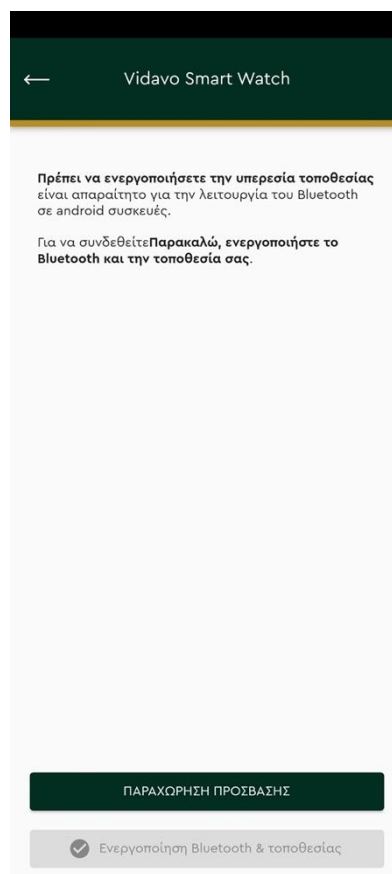 Vidavo Smart Watch
Πρέπει να ενεργοποιήσετε την υπερεσία τοποθεσίας
είναι απαραίτητο για την λειτουργία του Bluetooth
σε android συσκευές.
Για να συνδεθείτεΠαρακαλώ, ενεργοποιήστε το
Bluetooth και την τοποθεσία σας.
ΠΑΡΑΧΩΡΗΣΗ ΠΡΟΣΒΑΣΗΣ
Ενεργοποίηση Bluetooth & τοποθεσίας